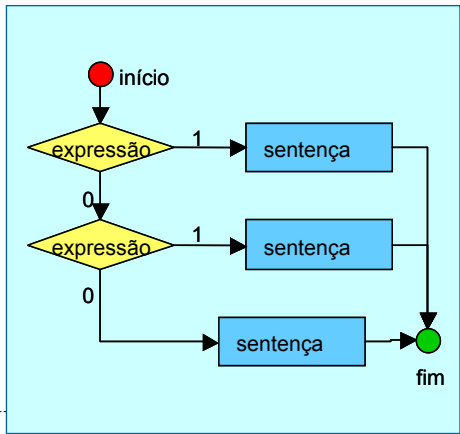 início
expressão 1 sentença
0
expressão 1 sentença
0
sentença
fim